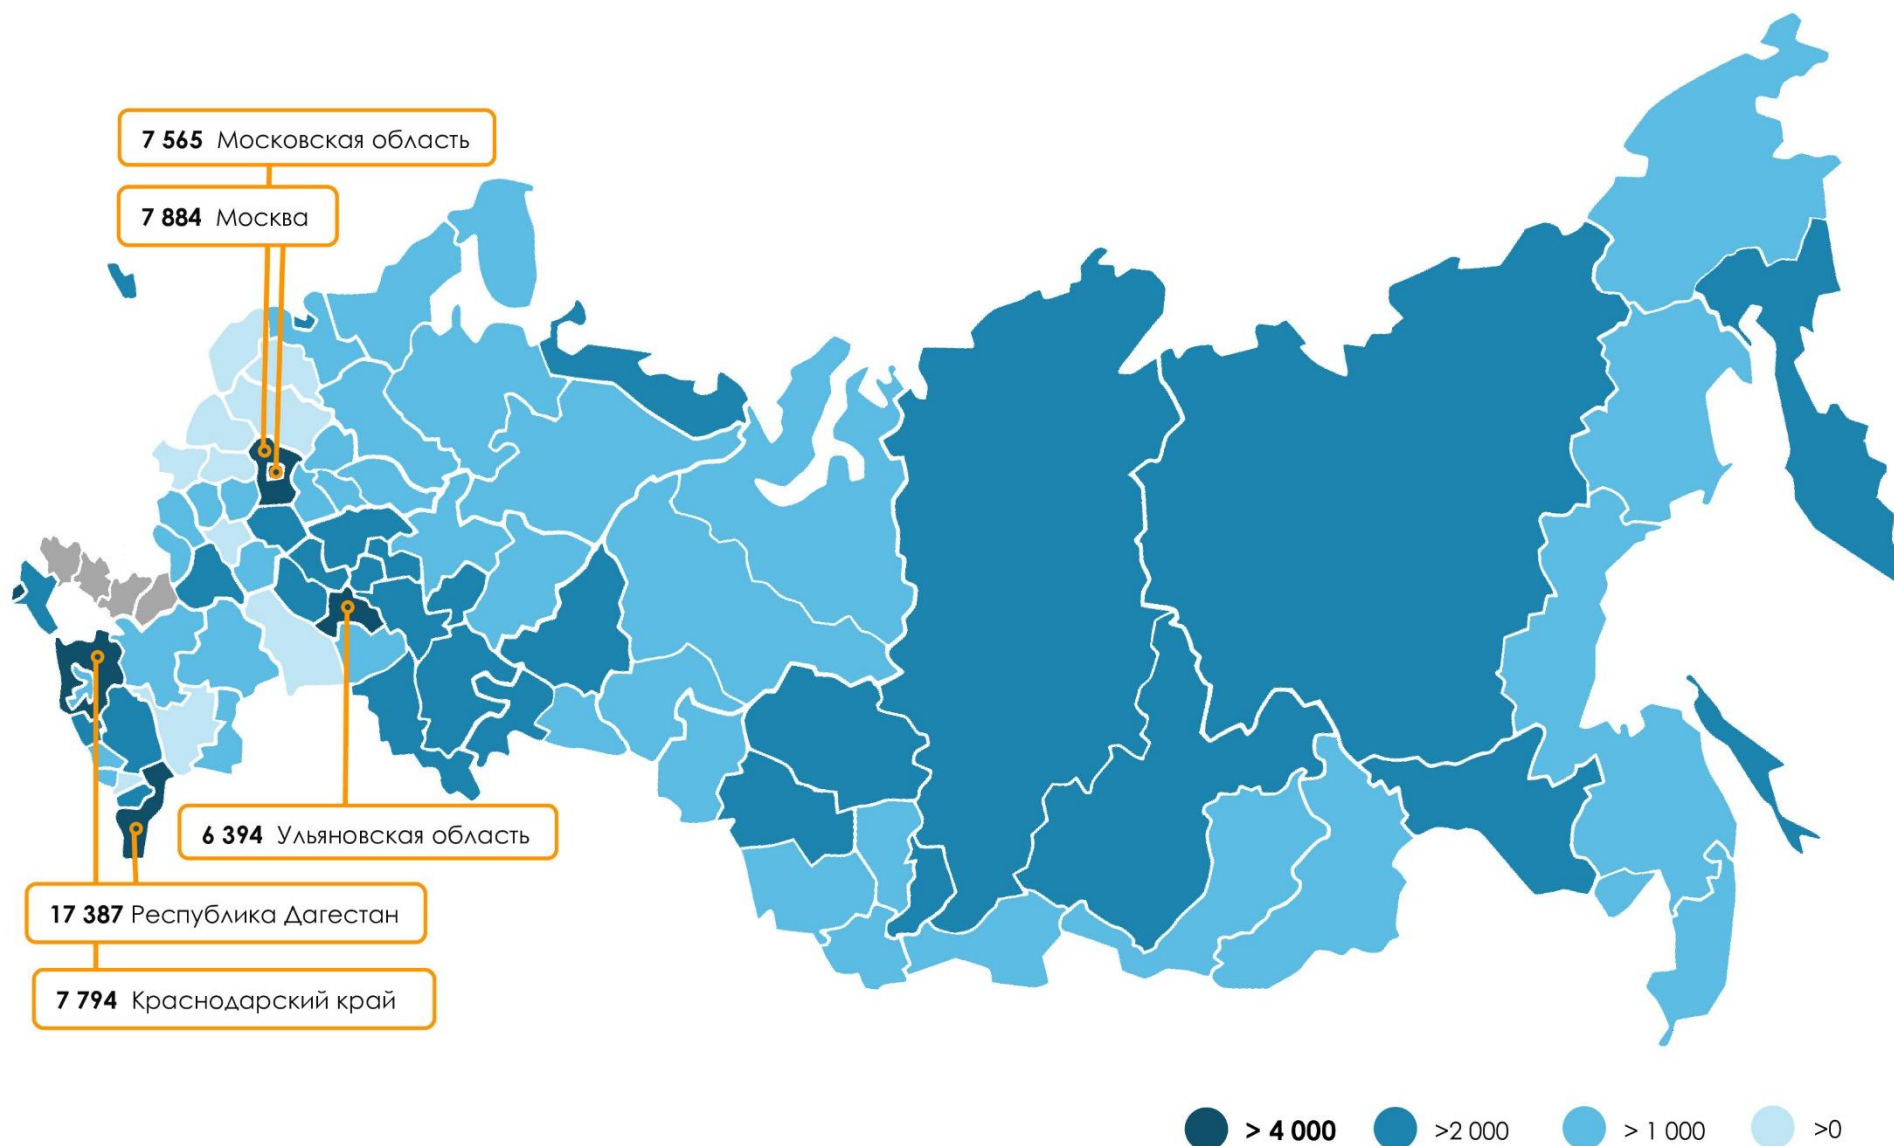 7 565 Московская область
7 884 Москва
6 394 Ульяновская область
17 387 Республика Дагестан
7 794 Краснодарский край
> 4 000 >2 000 > 1 000 >0